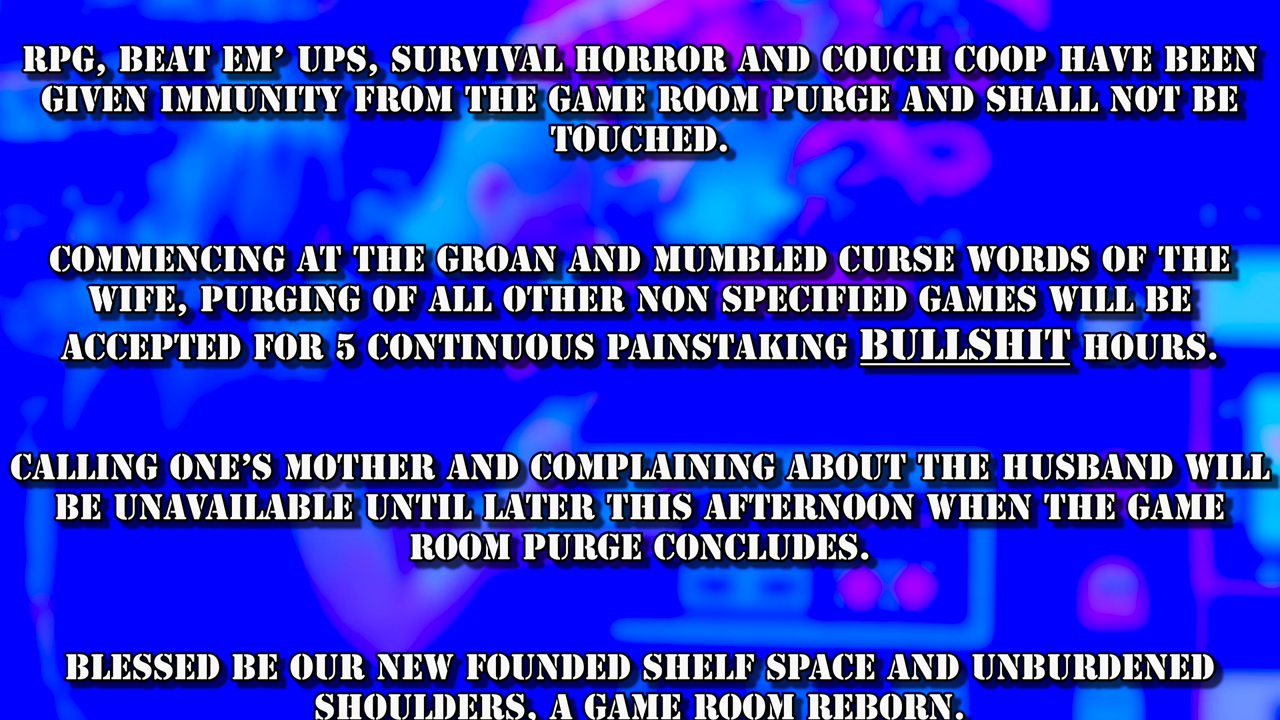 RPG, BEAT EM' UPS, SURVIVAL HORROR AND COUCH COOP HAVE BEEN
GIVEN IMMUNITY FROM THE GAME ROOM PURGE AND SHALL NOT BE
TOUCHED.
COMMENCING AT THE GROAN AND MUMBLED CURSE WORDS OF THE
WIFE, PURGING OF ALL OTHER NON SPECIFIED GAMES WILL BE
ACCEPTED FOR 5 CONTINUOUS PAINSTAKING BULLSHIT HOURS.
CALLING ONE'S MOTHER AND COMPLAINING ABOUT THE HUSBAND WILL
BE UNAVAILABLE UNTIL LATER THIS AFTERNOON WHEN THE GAME
ROOM PURGE CONCLUDES.
BLESSED BE OUR NEW FOUNDED SHELF SPACE AND UNBURDENED
SHOULDERS. A GAME ROOM REBORN.